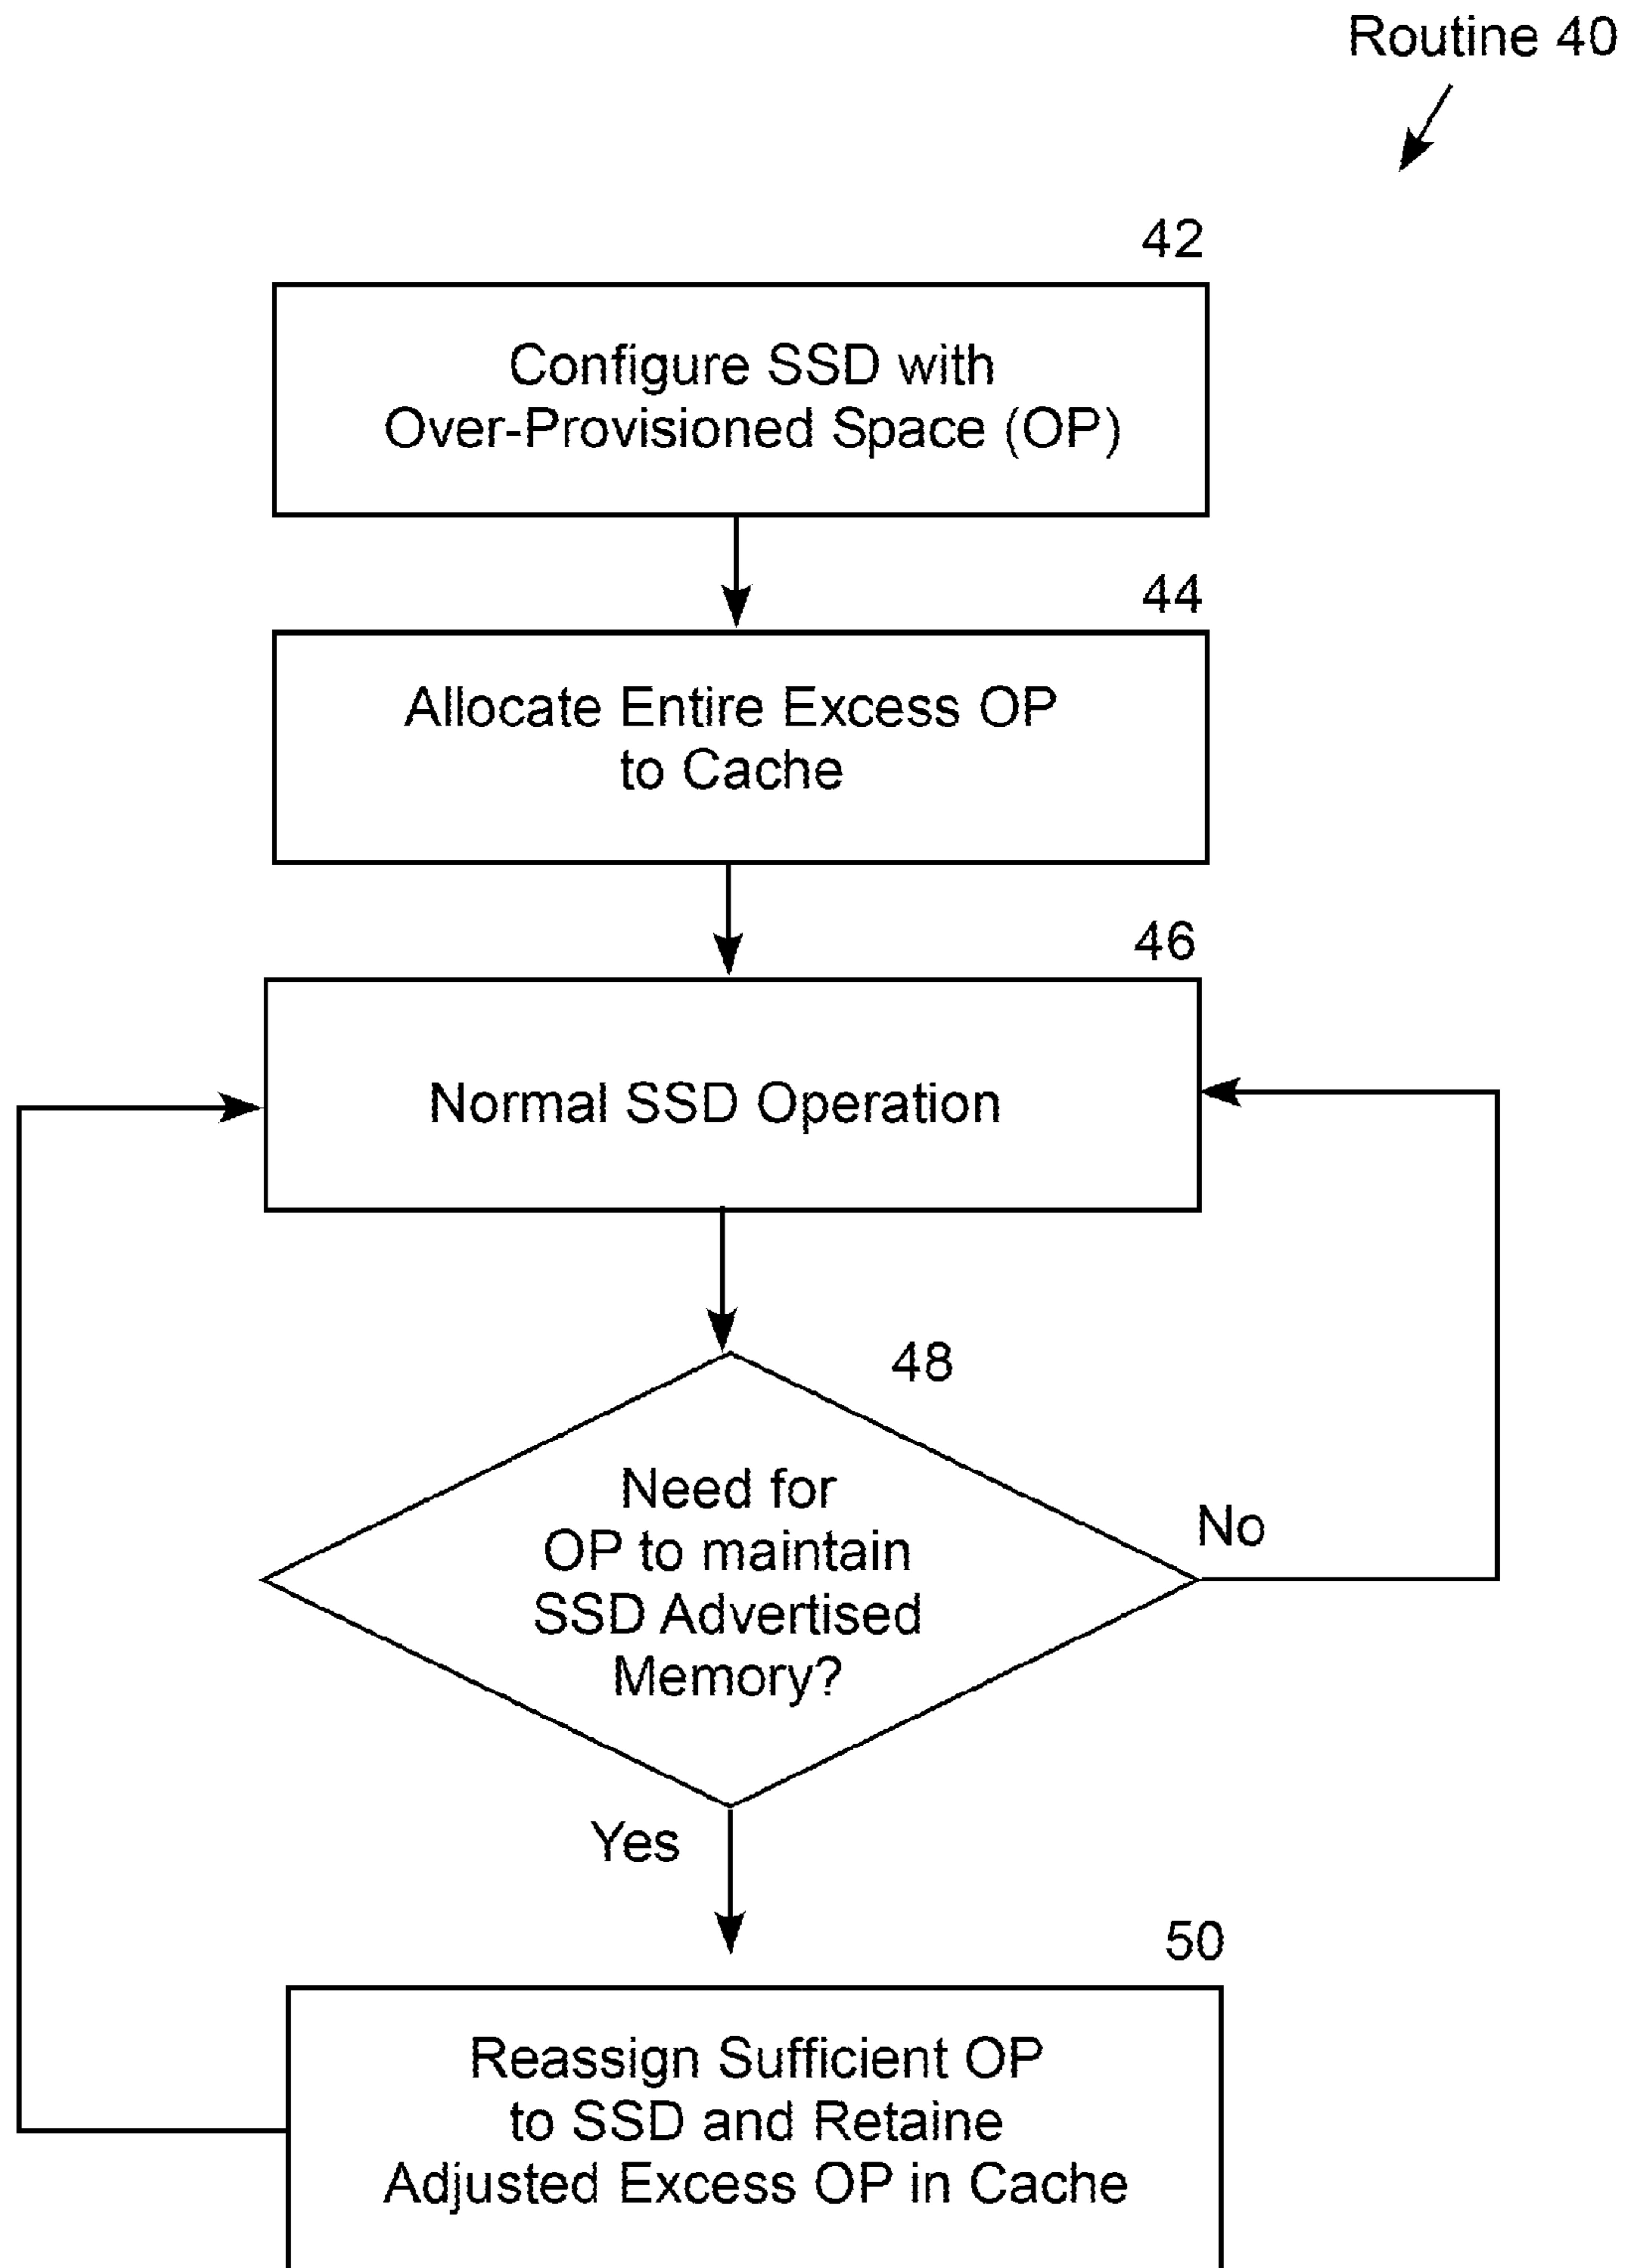 Routine 40
42
Configure SSD with
Over-Provisioned Space (OP)
44
Allocate Entire Excess OP
to Cache
46
Normal SSD Operation
48
Need for
OP to maintain
SSD Advertised
Memory?
No
Yes
50
Reassign Sufficient OP
to SSD and Retaine
Adjusted Excess OP in Cache